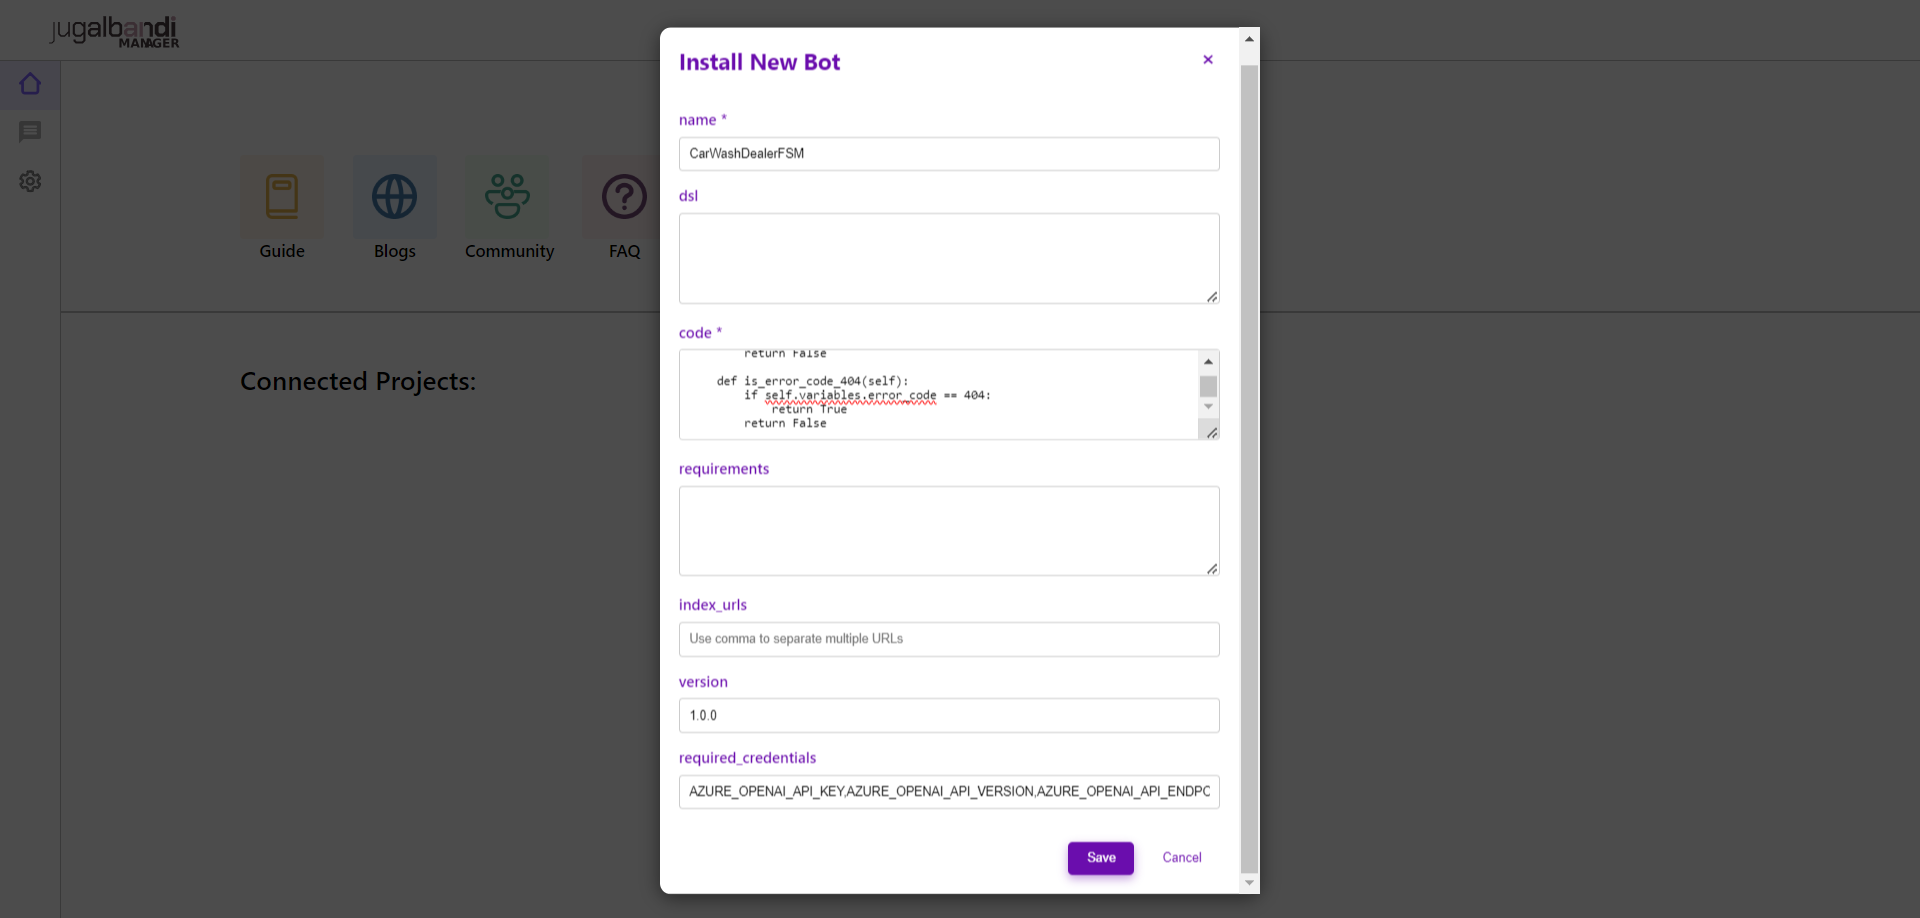 jugalbandi
MANAGER
Guide
Blogs
Community
FAQ
Connected Projects:
Install New Bot
×
name *
CarWashDealerFSM
dsl
code *
return False
def is_error_code_404(self):
if self.variables.error_code == 404:
return True
return False
requirements
index_urls
Use comma to separate multiple URLs
version
1.0.0
required_credentials
AZURE_OPENAI_API_KEY,AZURE_OPENAI_API_VERSION,AZURE_OPENAI_API_ENDPO
Save
Cancel